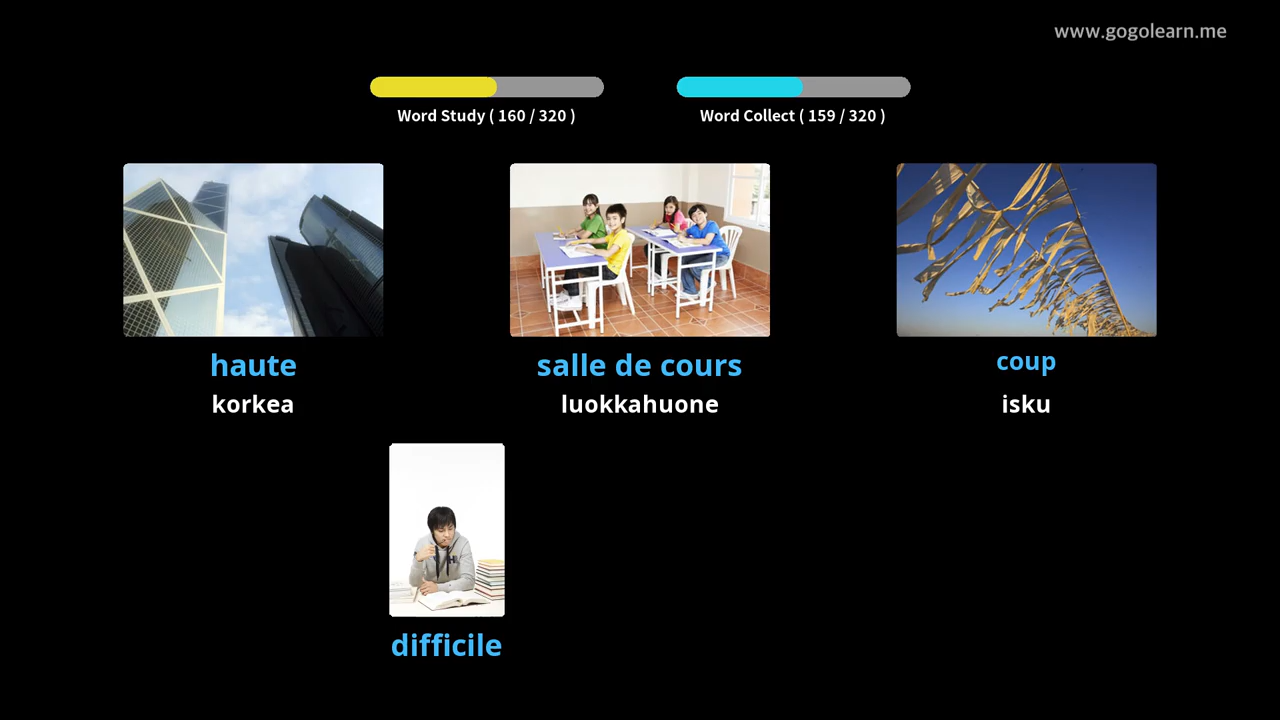 www.gogolearn.me
Word Study ( 160 / 320 )
Word Collect ( 159 / 320 )
haute
salle de cours
coup
korkea
luokkahuone
isku
difficile